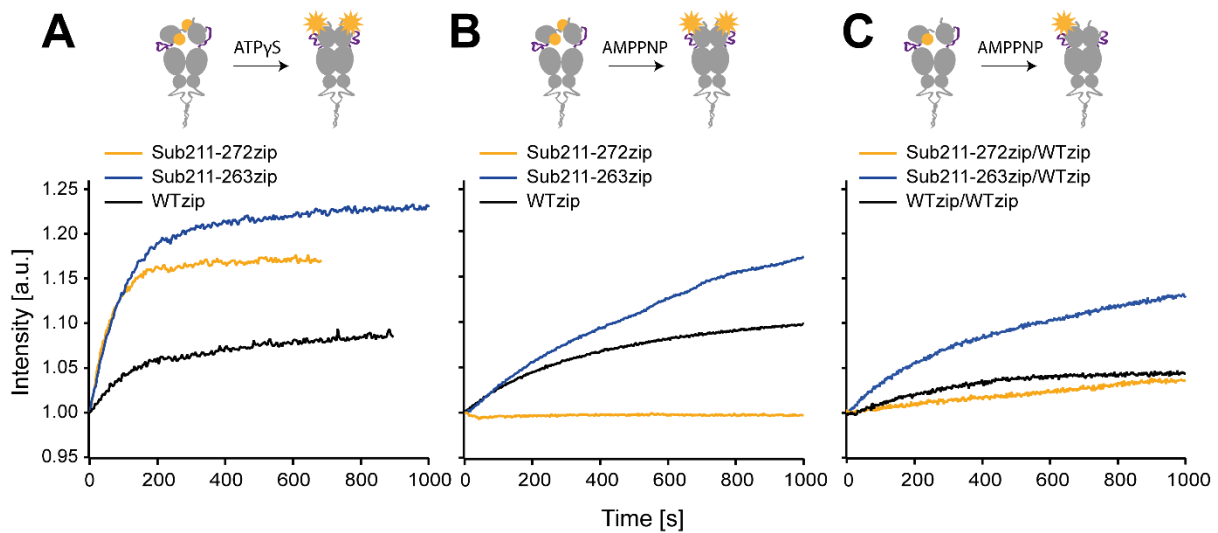 A
ATPγS
Sub211-272zip
Sub211-263zip
WTzip
B
AMPPNP
Sub211-272zip
Sub211-263zip
WTzip
C
AMPPNP
Sub211-272zip/WTzip
Sub211-263zip/WTzip
WTzip/WTzip
Intensity [a.u.]
1.25
1.20
1.15
1.10
1.05
1.00
0.95
0 200 400 600 800 1000
0 200 400 600 800 1000
0 200 400 600 800 1000
Time [s]